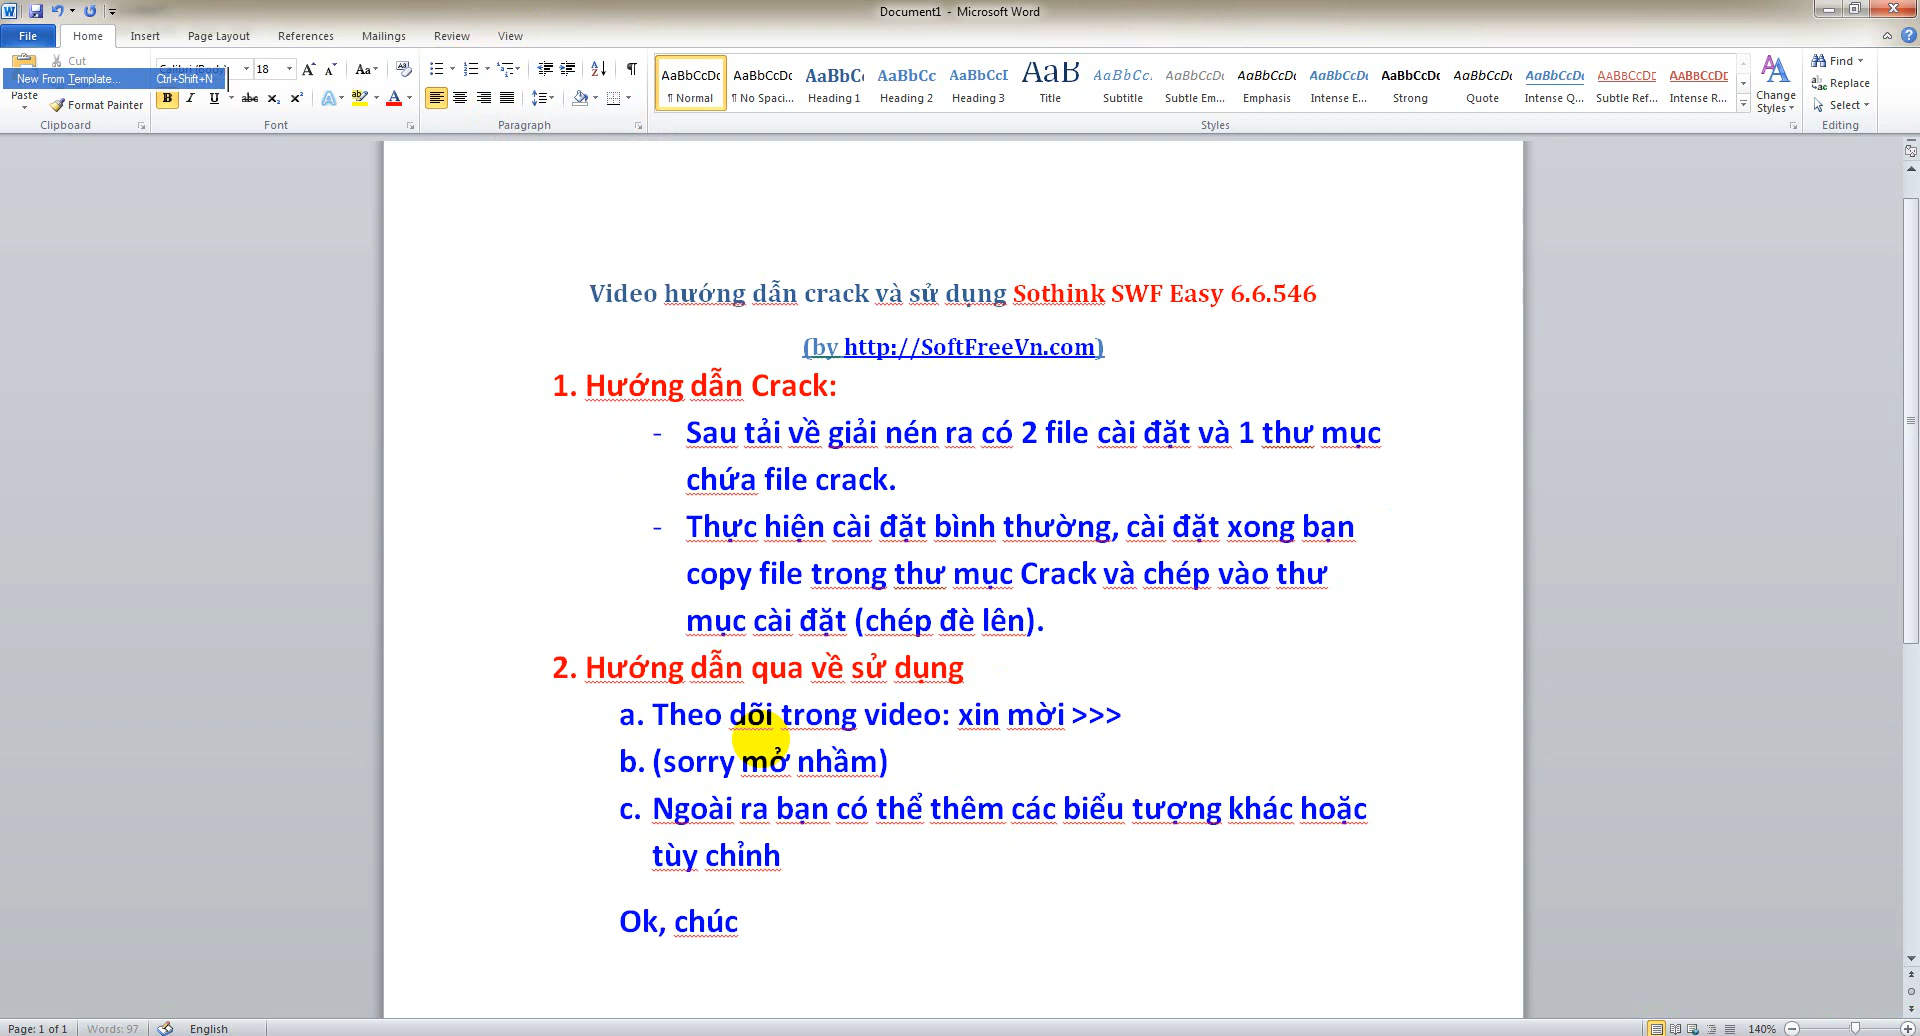 Document1 - Microsoft Word
File Home Insert Page Layout References Mailings Review View
Cut
New From Template... Ctrl+Shift+N
18
Paste
Format Painter
Clipboard Font Paragraph Styles Editing
AaBbCcDc AaBbCcDc AaBbCc AaBbCc AaBbCcI AaB AaBbCc. AaBbCcDc AaBbCcDc AaBbCcDc AaBbCcDc AaBbCcDc AaBbCcDc AaBbCcDc AaBbCcDc
¶ Normal ¶ No Spaci... Heading 1 Heading 2 Heading 3 Title Subtitle Subtle Em... Emphasis Intense E... Strong Quote Intense Q... Subtle Ref... Intense R...
Change Styles
Find
Replace
Select
Video hướng dẫn crack và sử dụng Sothink SWF Easy 6.6.546
(by http://SoftFreeVn.com)
1. Hướng dẫn Crack:
- Sau tải về giải nén ra có 2 file cài đặt và 1 thư mục
chứa file crack.
- Thực hiện cài đặt bình thường, cài đặt xong bạn
copy file trong thư mục Crack và chép vào thư
mục cài đặt (chép đè lên).
2. Hướng dẫn qua về sử dụng
a. Theo dõi trong video: xin mời >>>
b. (sorry mở nhầm)
c. Ngoài ra bạn có thể thêm các biểu tượng khác hoặc
tùy chỉnh
Ok, chúc
Page: 1 of 1 Words: 97 English 140%